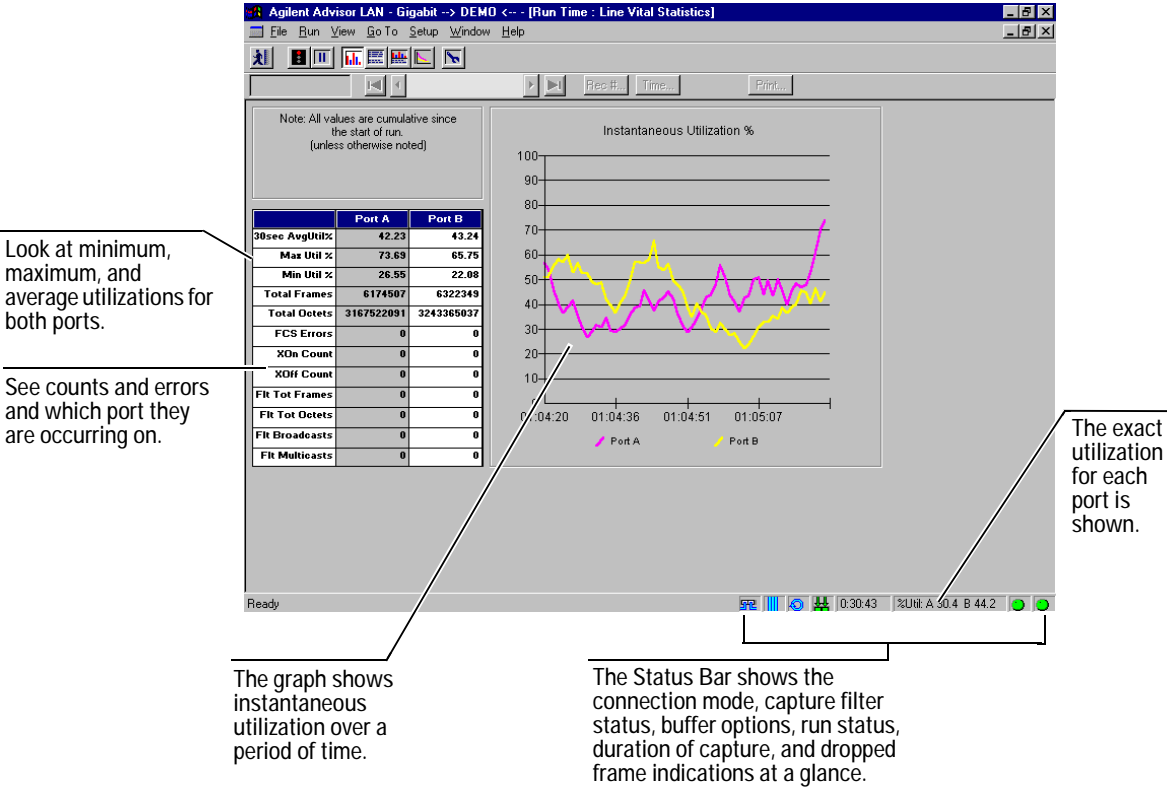 Agilent Advisor LAN - Gigabit --> DEMO <-- - [Run Time : Line Vital Statistics]
File Run View Go To Setup Window Help
Rec #... Time... Print...
Note: All values are cumulative since
the start of run.
(unless otherwise noted)
Port A Port B
30sec AvgUtil% 42.23 43.24
Max Util % 73.69 65.75
Min Util % 26.55 22.08
Total Frames 6174507 6322349
Total Octets 3167522091 3243365037
FCS Errors 0 0
XOn Count 0 0
XOff Count 0 0
Flt Tot Frames 0 0
Flt Tot Octets 0 0
Flt Broadcasts 0 0
Flt Multicasts 0 0
Instantaneous Utilization %
100
90
80
70
60
50
40
30
20
10
0
01:04:20 01:04:36 01:04:51 01:05:07
Port A Port B
Look at minimum,
maximum, and
average utilizations for
both ports.
See counts and errors
and which port they
are occurring on.
The exact
utilization
for each
port is
shown.
Ready 0:30:43 %Util: A 30.4 B 44.2
The graph shows
instantaneous
utilization over a
period of time.
The Status Bar shows the
connection mode, capture filter
status, buffer options, run status,
duration of capture, and dropped
frame indications at a glance.